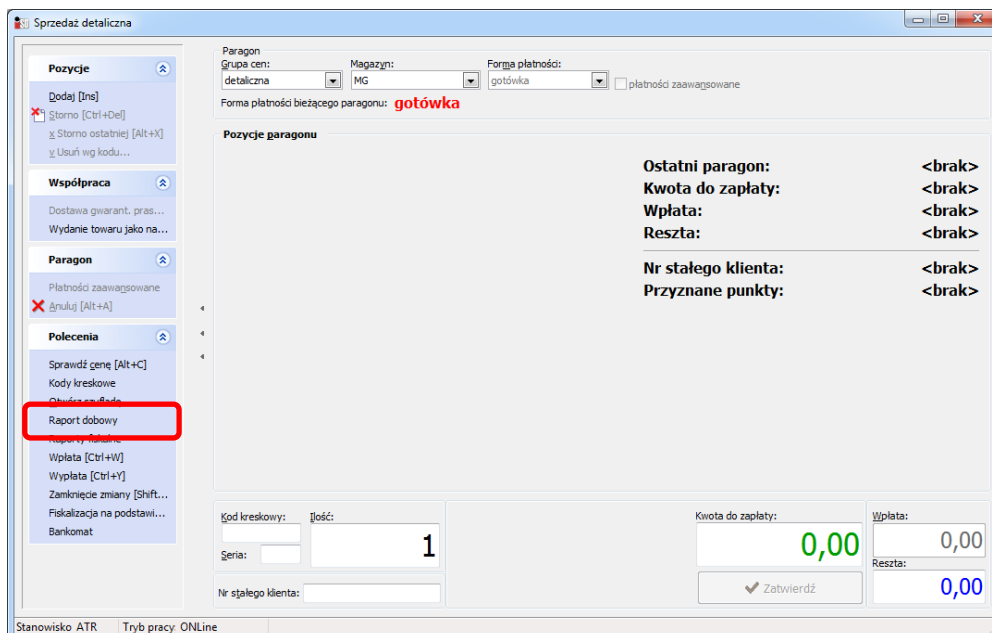 Sprzedaż detaliczna
Pozycje
Dodaj [Ins]
Storno [Ctrl+Del]
x Storno ostatniej [Alt+X]
v Usuń wg kodu...
Współpraca
Dostawa gwarant. pras...
Wydanie towaru jako na...
Paragon
Płatności zaawansowane
Anuluj [Alt+A]
Polecenia
Sprawdź cenę [Alt+C]
Kody kreskowe
Otwórz szufladę
Raport dobowy
Raporty fiskalne
Wpłata [Ctrl+W]
Wypłata [Ctrl+Y]
Zamknięcie zmiany [Shift...
Fiskalizacja na podstawi...
Bankomat
Paragon
Grupa cen: Magazyn: Forma płatności:
detaliczna MG gotówka płatności zaawansowane
Forma płatności bieżącego paragonu: gotówka
Pozycje paragonu
Ostatni paragon: <brak>
Kwota do zapłaty: <brak>
Wpłata: <brak>
Reszta: <brak>
Nr stałego klienta: <brak>
Przyznane punkty: <brak>
Kod kreskowy: Ilość:
1
Seria:
Nr stałego klienta:
Kwota do zapłaty:
0,00
Zatwierdź
Wpłata:
0,00
Reszta:
0,00
Stanowisko ATR Tryb pracy ONLine